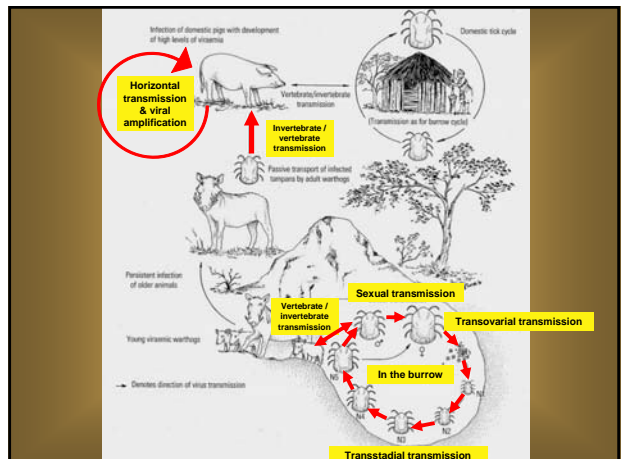 Infection of domestic pigs with development
of high levels of viraemia
Domestic tick cycle
Horizontal
transmission
& viral
amplification
Vertebrate/invertebrate
transmission
(Transmission as for burrow cycle)
Invertebrate /
vertebrate
transmission
Passive transport of infected
tampans by adult warthogs
Persistent infection
of older animals
Sexual transmission
Vertebrate /
invertebrate
transmission
Transovarial transmission
♂
♀
In the burrow
Young viraemic warthogs
N5
N1
N4
N2
N3
Denotes direction of virus transmission
Transstadial transmission